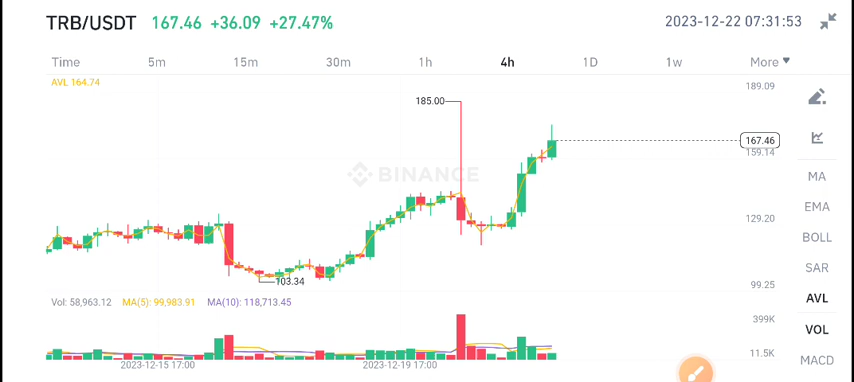 TRB/USDT 167.46 +36.09 +27.47% 2023-12-22 07:31:53
Time 5m 15m 30m 1h 4h 1D 1w More
AVL 164.74
189.09
185.00
167.46
159.14
BINANCE
129.20
103.34
99.25
Vol: 58,963.12 MA(5): 99,983.91 MA(10): 118,713.45
399K
11.5K
2023-12-15 17:00 2023-12-19 17:00
MA
EMA
BOLL
SAR
AVL
VOL
MACD